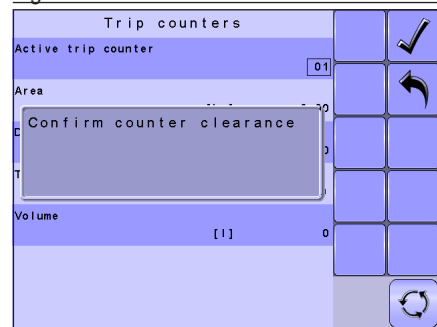 Trip counters
Active trip counter
01
Area
Confirm counter clearance
D
T
Volume
[l] 0